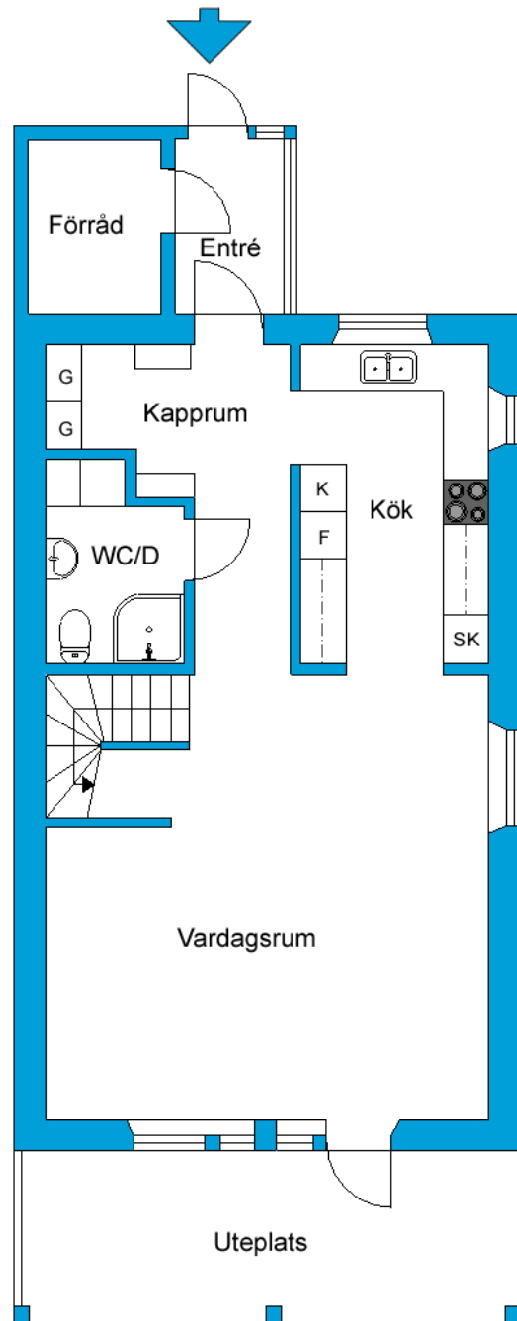 Förråd
Entré
G
Kapprum
G
K
Kök
F
WC/D
SK
Vardagsrum
Uteplats